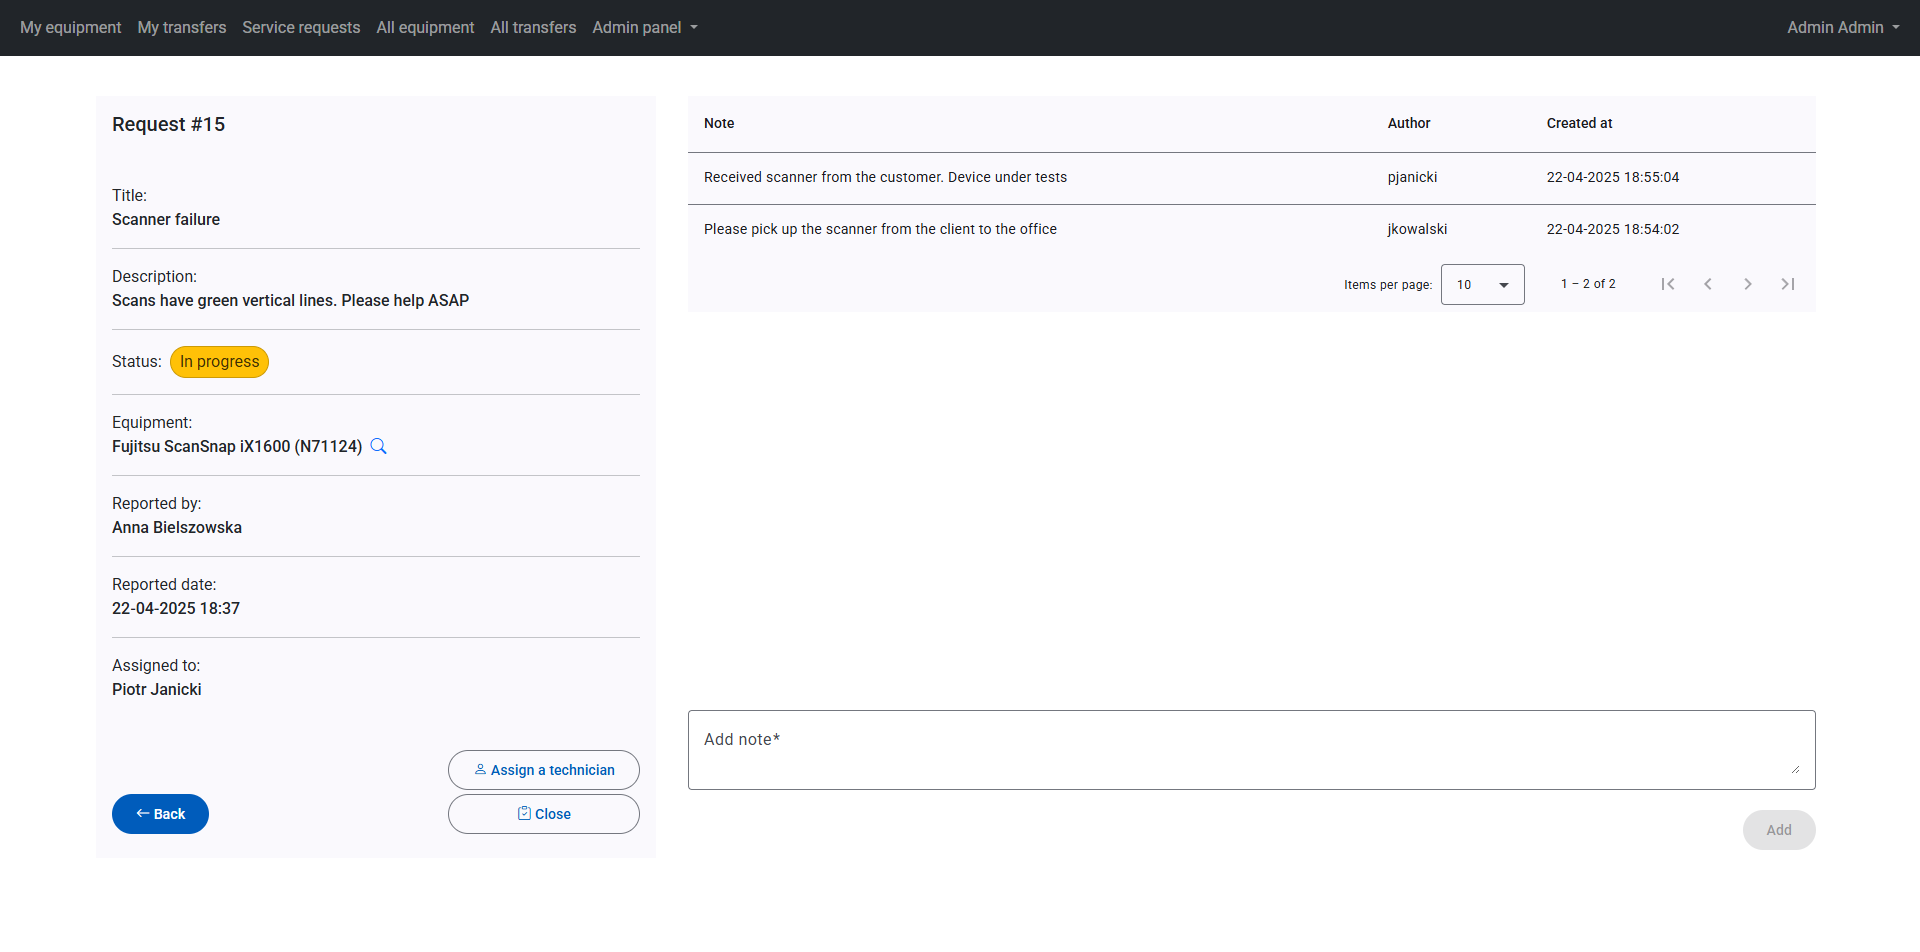 My equipment My transfers Service requests All equipment All transfers Admin panel Admin Admin
Request #15
Title:
Scanner failure
Description:
Scans have green vertical lines. Please help ASAP
Status: In progress
Equipment:
Fujitsu ScanSnap iX1600 (N71124)
Reported by:
Anna Bielszowska
Reported date:
22-04-2025 18:37
Assigned to:
Piotr Janicki
Assign a technician
Back
Close
Note Author Created at
Received scanner from the customer. Device under tests pjanicki 22-04-2025 18:55:04
Please pick up the scanner from the client to the office jkowalski 22-04-2025 18:54:02
Items per page: 10 1 – 2 of 2
Add note*
Add